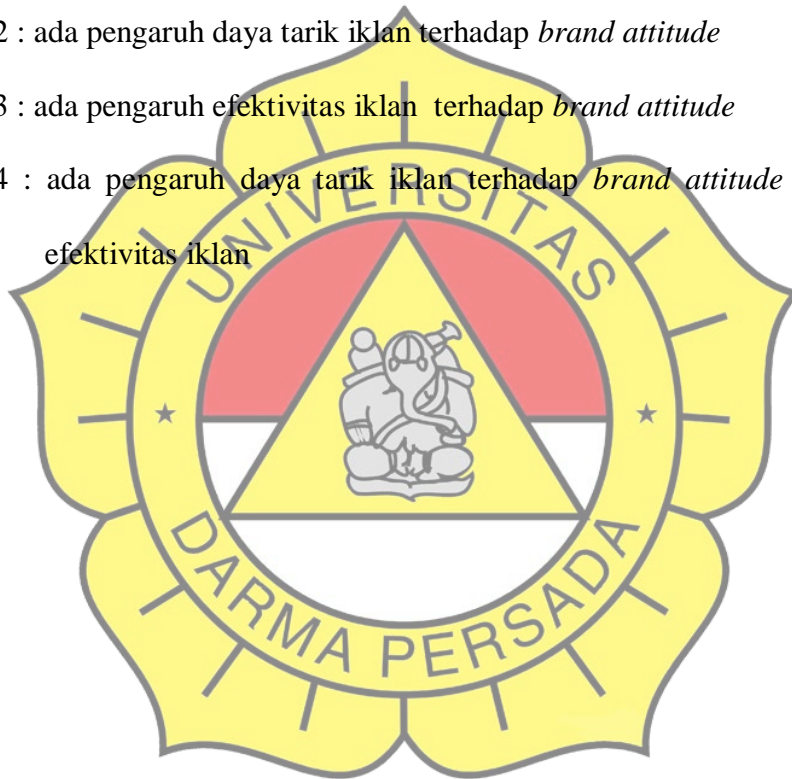 2 : ada pengaruh daya tarik iklan terhadap brand attitude
3 : ada pengaruh efektivitas iklan terhadap brand attitude
4 : ada pengaruh daya tarik iklan terhadap brand attitude
efektivitas iklan
UNIVERSITAS
DARMA PERSADA